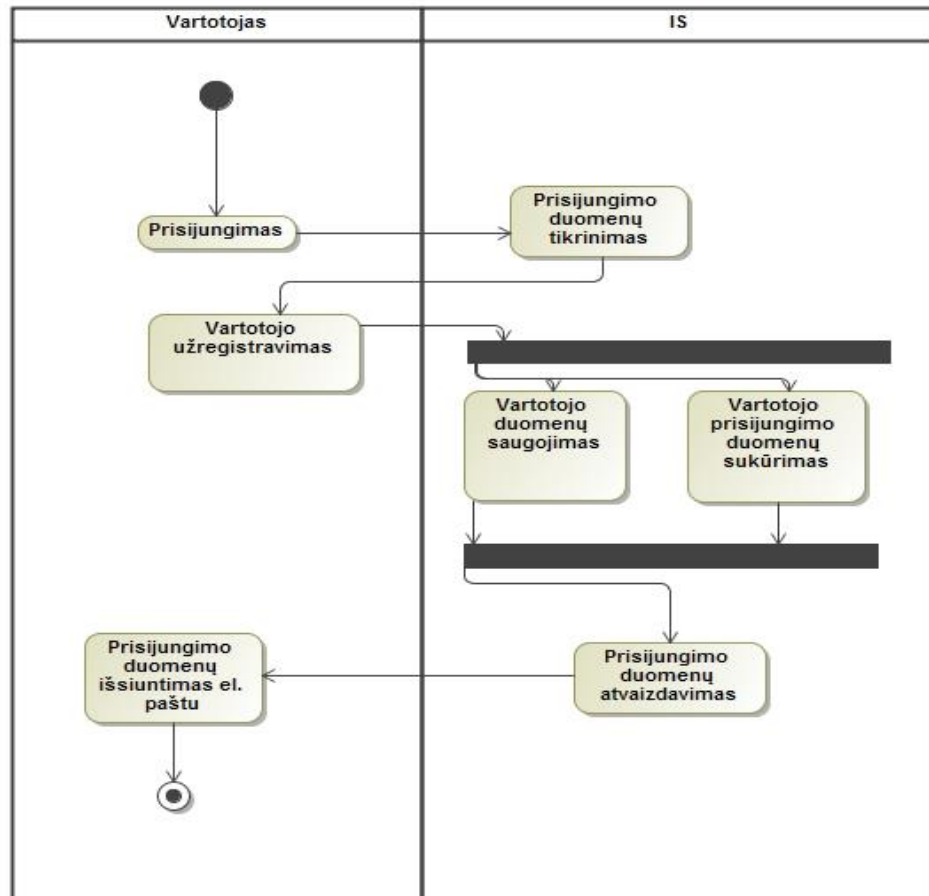 Vartotojas
IS
Prisijungimas
Prisijungimo
duomenų
tikrinimas
Vartotojo
užregistravimas
Vartotojo
duomenų
saugojimas
Vartotojo
prisijungimo
duomenų
sukūrimas
Prisijungimo
duomenų
išsiuntimas el.
paštu
Prisijungimo
duomenų
atvaizdavimas